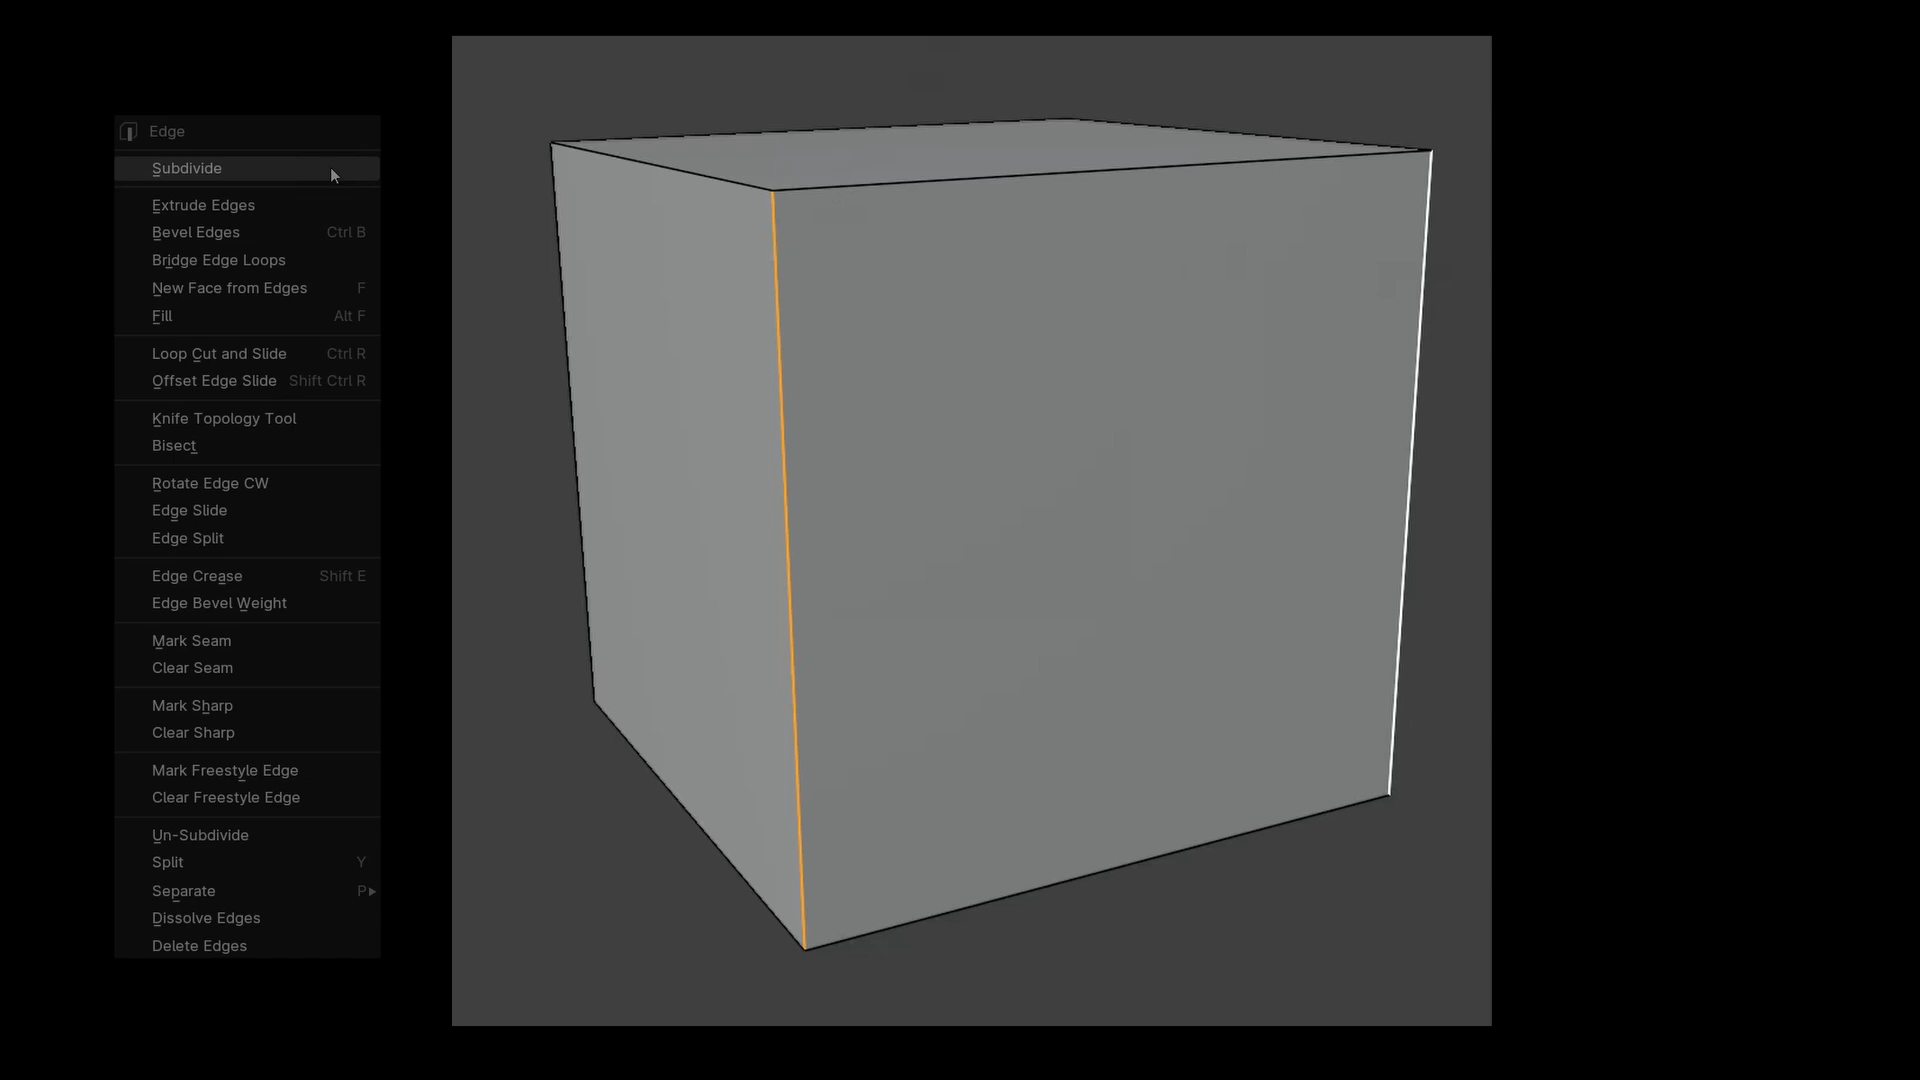 Edge
Subdivide
Extrude Edges
Bevel Edges Ctrl B
Bridge Edge Loops
New Face from Edges F
Fill Alt F
Loop Cut and Slide Ctrl R
Offset Edge Slide Shift Ctrl R
Knife Topology Tool
Bisect
Rotate Edge CW
Edge Slide
Edge Split
Edge Crease Shift E
Edge Bevel Weight
Mark Seam
Clear Seam
Mark Sharp
Clear Sharp
Mark Freestyle Edge
Clear Freestyle Edge
Un-Subdivide
Split Y
Separate P
Dissolve Edges
Delete Edges